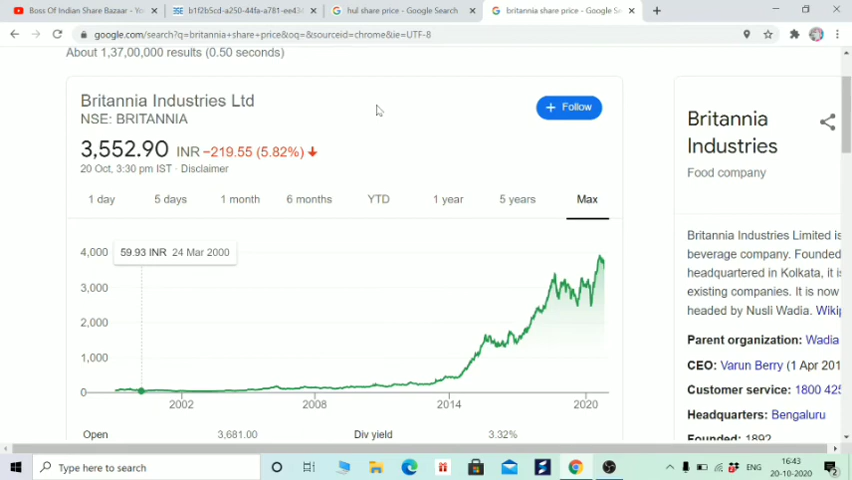 Boss Of Indian Share Bazaar - Yo
b1f2b5cd-a250-44fa-a781-ee43
hul share price - Google Search
britannia share price - Google Se
google.com/search?q=britannia+share+price&oq=&sourceid=chrome&ie=UTF-8
About 1,37,00,000 results (0.50 seconds)
Britannia Industries Ltd
NSE: BRITANNIA
+ Follow
3,552.90 INR −219.55 (5.82%) ↓
20 Oct, 3:30 pm IST · Disclaimer
1 day 5 days 1 month 6 months YTD 1 year 5 years Max
59.93 INR 24 Mar 2000
4,000
3,000
2,000
1,000
0
2002 2008 2014 2020
Open 3,681.00 Div yield 3.32%
Britannia
Industries
Food company
Britannia Industries Limited is
beverage company. Founded
headquartered in Kolkata, it is
existing companies. It is now
headed by Nusli Wadia. Wikip
Parent organization: Wadia
CEO: Varun Berry (1 Apr 201
Customer service: 1800 425
Headquarters: Bengaluru
Founded: 1892
Type here to search
ENG
16:43
20-10-2020
2